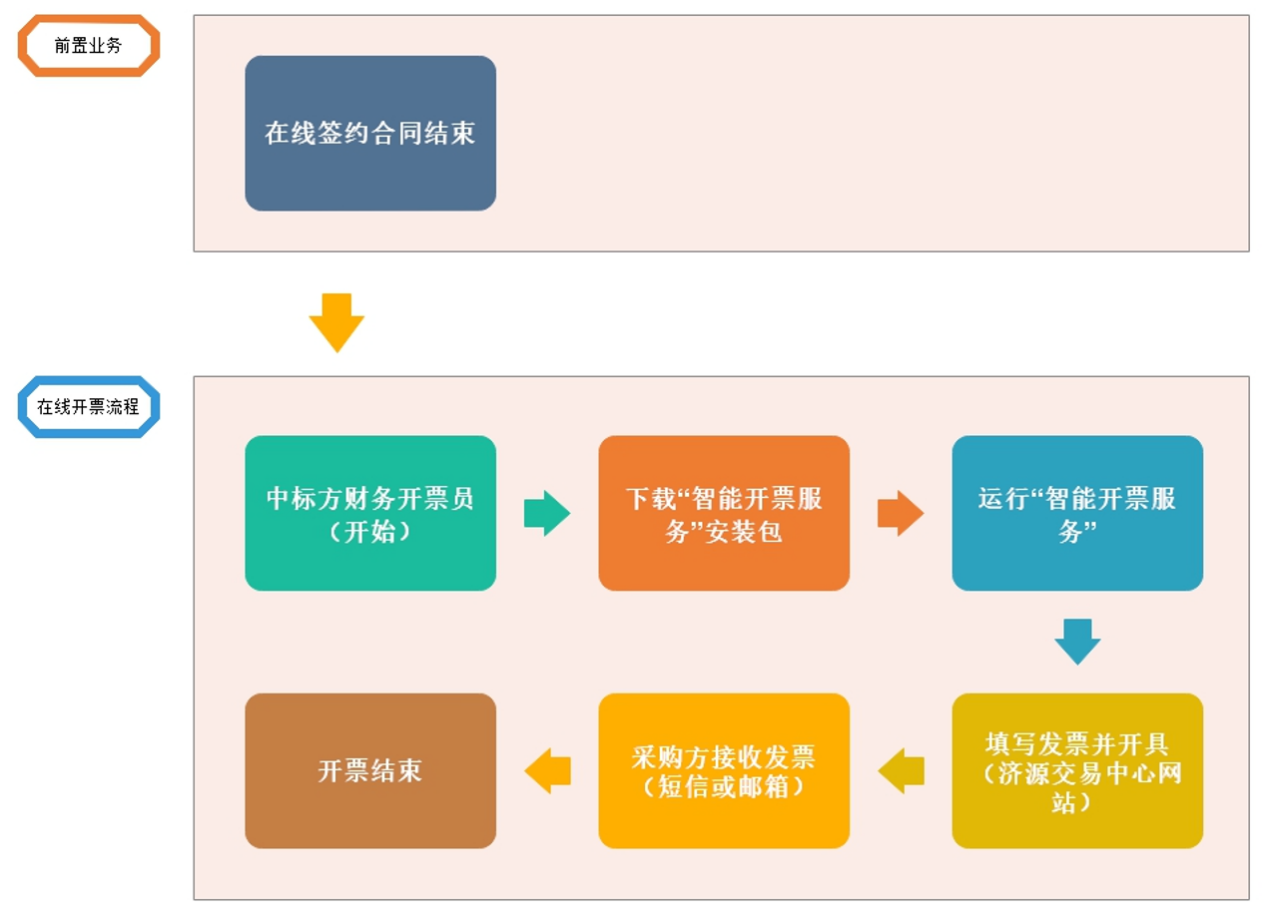 前置业务
在线签约合同结束
在线开票流程
中标方财务开票员
（开始）
下载“智能开票服
务”安装包
运行“智能开票服
务”
填写发票并开具
（济源交易中心网
站）
采购方接收发票
（短信或邮箱）
开票结束